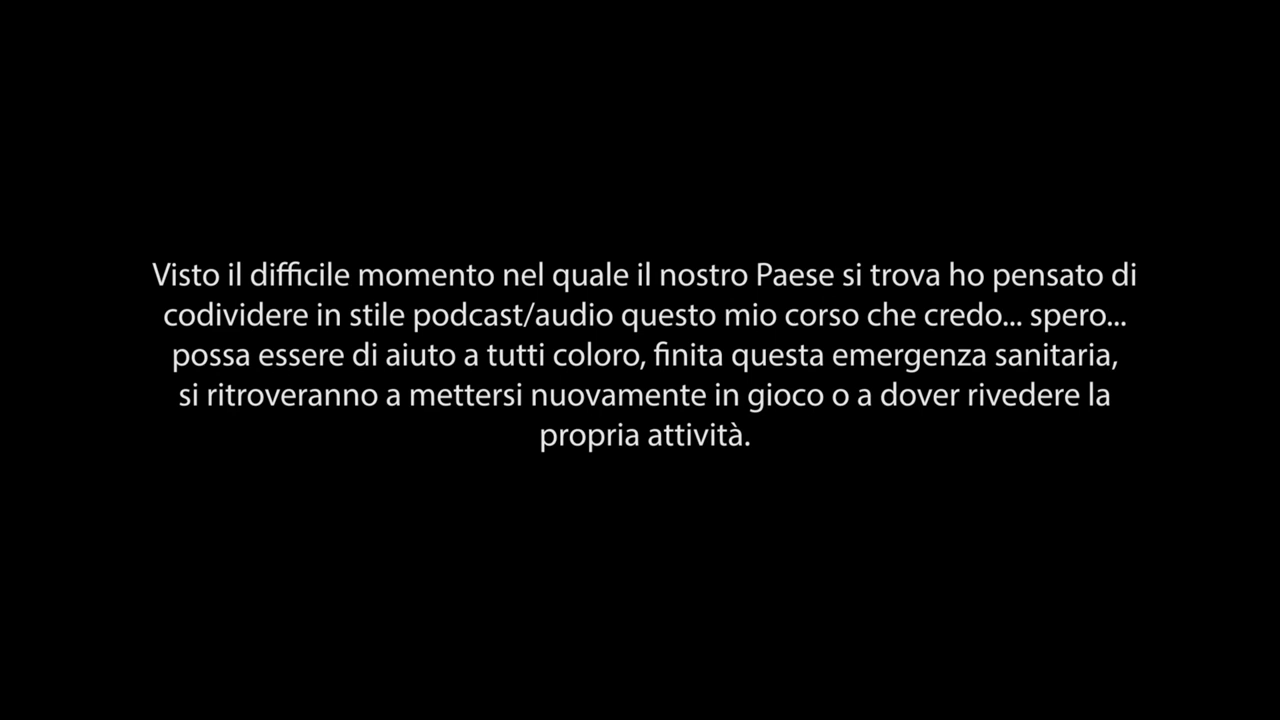 Visto il difficile momento nel quale il nostro Paese si trova ho pensato di
codividere in stile podcast/audio questo mio corso che credo... spero...
possa essere di aiuto a tutti coloro, finita questa emergenza sanitaria,
si ritroveranno a mettersi nuovamente in gioco o a dover rivedere la
propria attività.